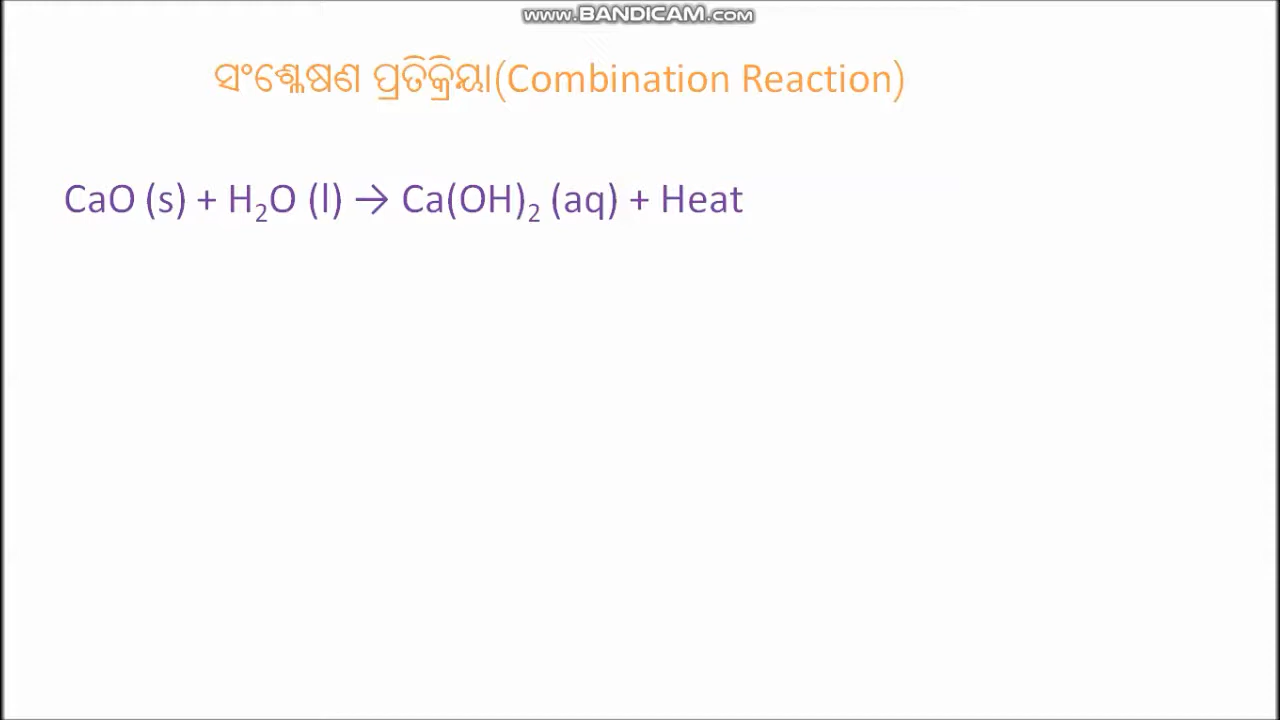 www.BANDICAM.com
ସଂଶ୍ଳେଷଣ ପ୍ରତିକ୍ରିୟା(Combination Reaction)
CaO (s) + H₂O (l) → Ca(OH)₂ (aq) + Heat